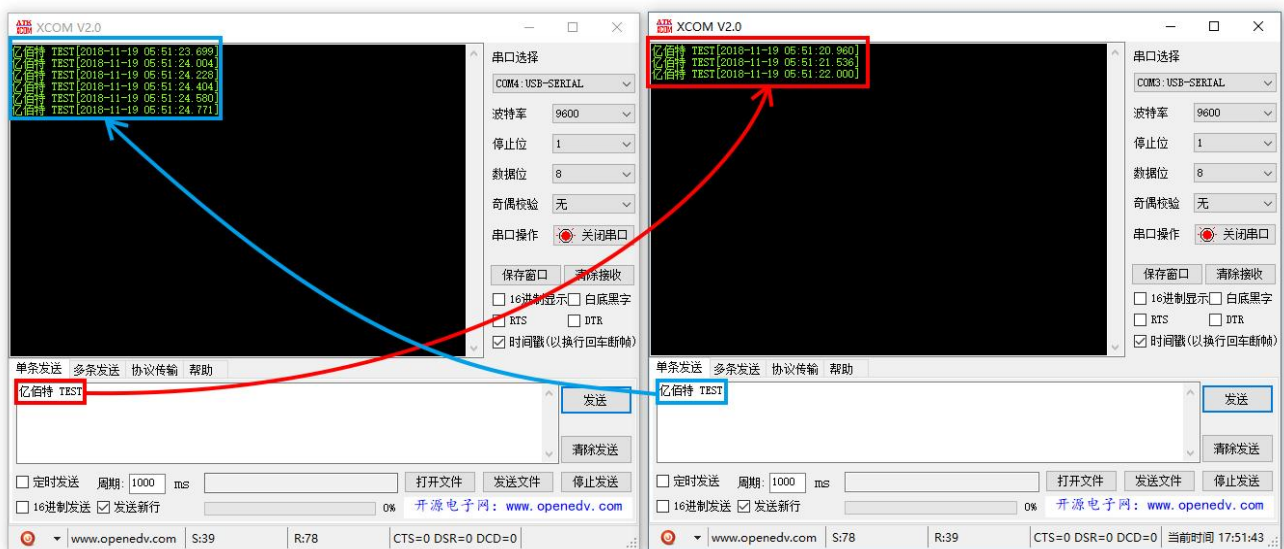 XCOM V2.0
亿佰特 TEST[2018-11-19 05:51:23.699]
亿佰特 TEST[2018-11-19 05:51:24.004]
亿佰特 TEST[2018-11-19 05:51:24.228]
亿佰特 TEST[2018-11-19 05:51:24.404]
亿佰特 TEST[2018-11-19 05:51:24.580]
亿佰特 TEST[2018-11-19 05:51:24.771]
串口选择
COM4:USB-SERIAL
波特率 9600
停止位 1
数据位 8
奇偶校验 无
串口操作 关闭串口
保存窗口 清除接收
16进制显示 白底黑字
RTS DTR
时间戳(以换行回车断帧)
单条发送 多条发送 协议传输 帮助
亿佰特 TEST
发送
清除发送
定时发送 周期: 1000 ms 打开文件 发送文件 停止发送
16进制发送 发送新行 0% 开源电子网: www.openedv.com
www.openedv.com S:39 R:78 CTS=0 DSR=0 DCD=0
XCOM V2.0
亿佰特 TEST[2018-11-19 05:51:20.960]
亿佰特 TEST[2018-11-19 05:51:21.536]
亿佰特 TEST[2018-11-19 05:51:22.000]
串口选择
COM3:USB-SERIAL
波特率 9600
停止位 1
数据位 8
奇偶校验 无
串口操作 关闭串口
保存窗口 清除接收
16进制显示 白底黑字
RTS DTR
时间戳(以换行回车断帧)
单条发送 多条发送 协议传输 帮助
亿佰特 TEST
发送
清除发送
定时发送 周期: 1000 ms 打开文件 发送文件 停止发送
16进制发送 发送新行 0% 开源电子网: www.openedv.com
www.openedv.com S:78 R:39 CTS=0 DSR=0 DCD=0 当前时间 17:51:43